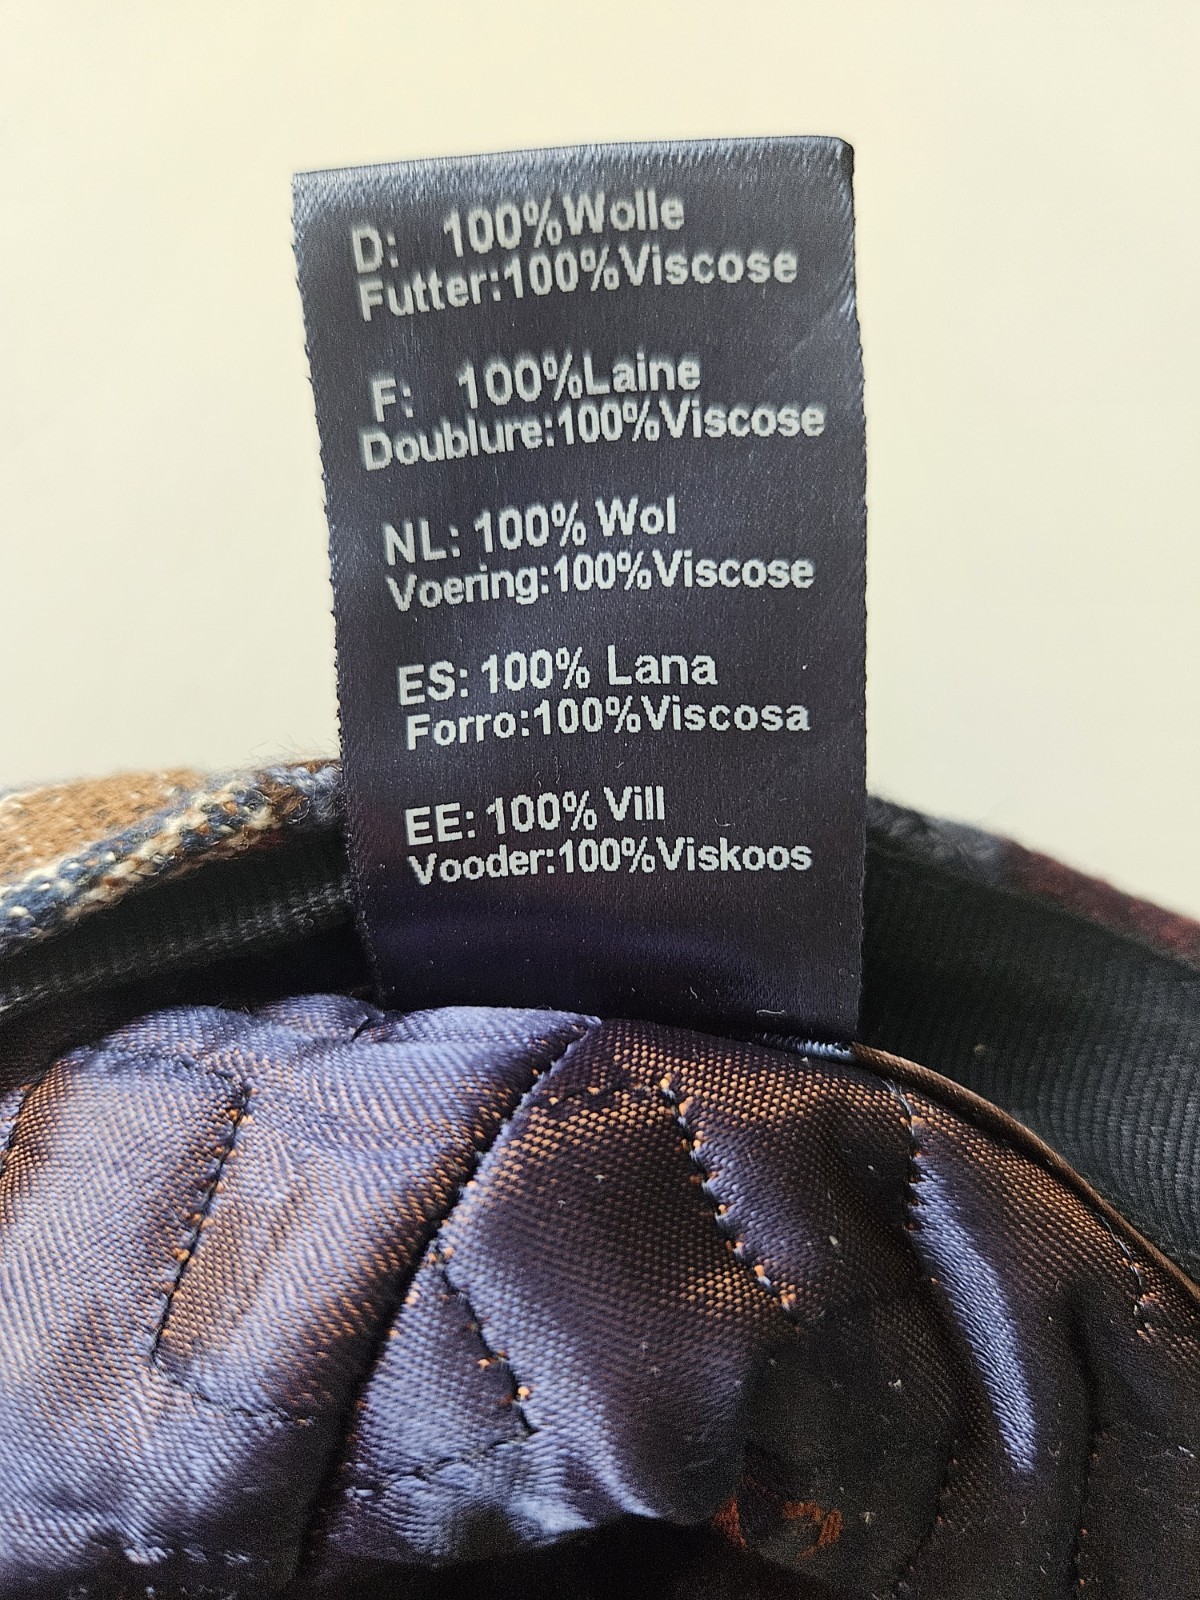 D: 100%Wolle
Futter:100%Viscose
F: 100%Laine
Doublure:100%Viscose
NL: 100% Wol
Voering:100%Viscose
ES: 100% Lana
Forro:100%Viscosa
EE: 100% Vill
Vooder:100%Viskoos